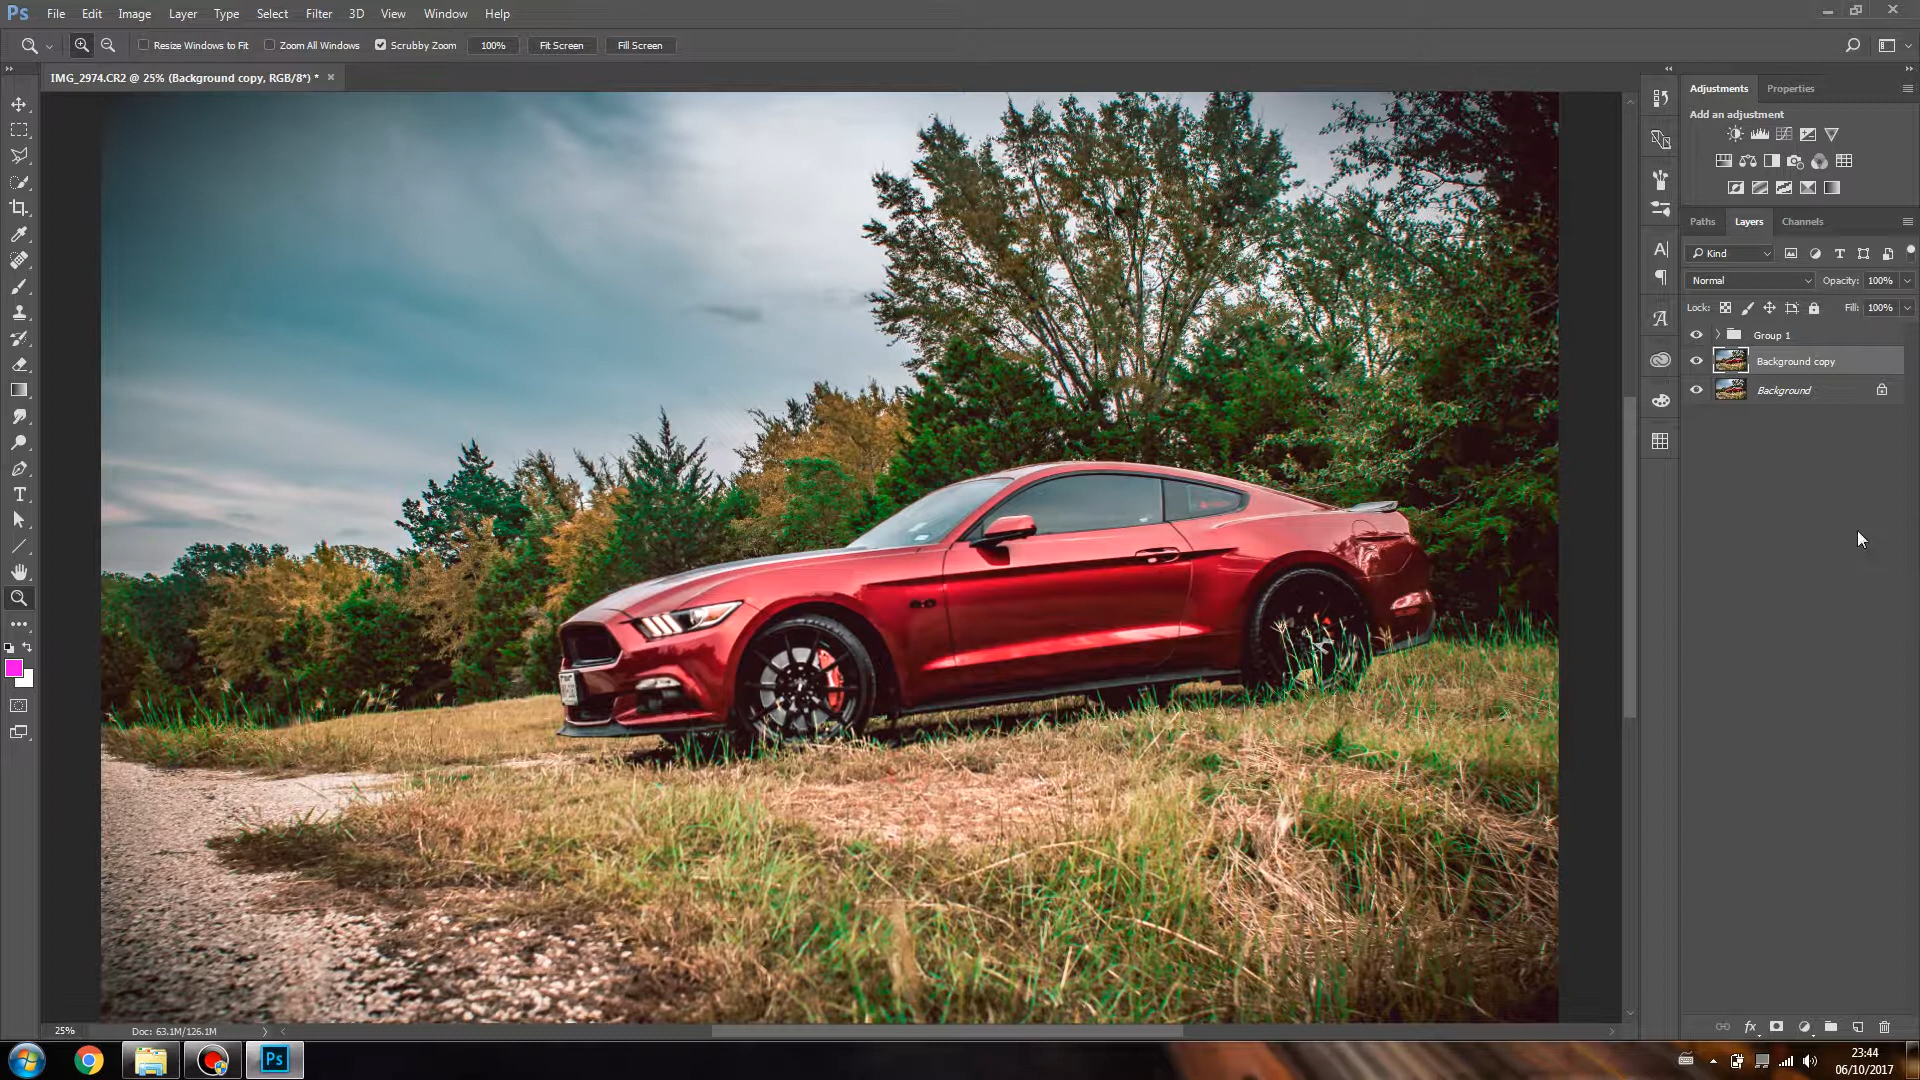 Ps File Edit Image Layer Type Select Filter 3D View Window Help
Resize Windows to Fit Zoom All Windows Scrubby Zoom 100% Fit Screen Fill Screen
IMG_2974.CR2 @ 25% (Background copy, RGB/8*) *
Adjustments Properties
Add an adjustment
Paths Layers Channels
Kind
Normal Opacity: 100%
Lock: Fill: 100%
Group 1
Background copy
Background
5.0
25% Doc: 63.1M/126.1M
Ps
23:44
06/10/2017